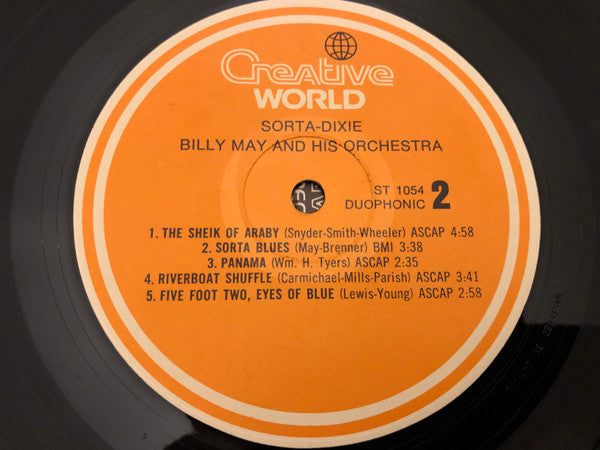 Creative
WORLD
SORTA-DIXIE
BILLY MAY AND HIS ORCHESTRA
ST 1054
DUOPHONIC 2
1. THE SHEIK OF ARABY (Snyder-Smith-Wheeler) ASCAP 4:58
2. SORTA BLUES (May-Brenner) BMI 3:38
3. PANAMA (Wm. H. Tyers) ASCAP 2:35
4. RIVERBOAT SHUFFLE (Carmichael-Mills-Parish) ASCAP 3:41
5. FIVE FOOT TWO, EYES OF BLUE (Lewis-Young) ASCAP 2:58